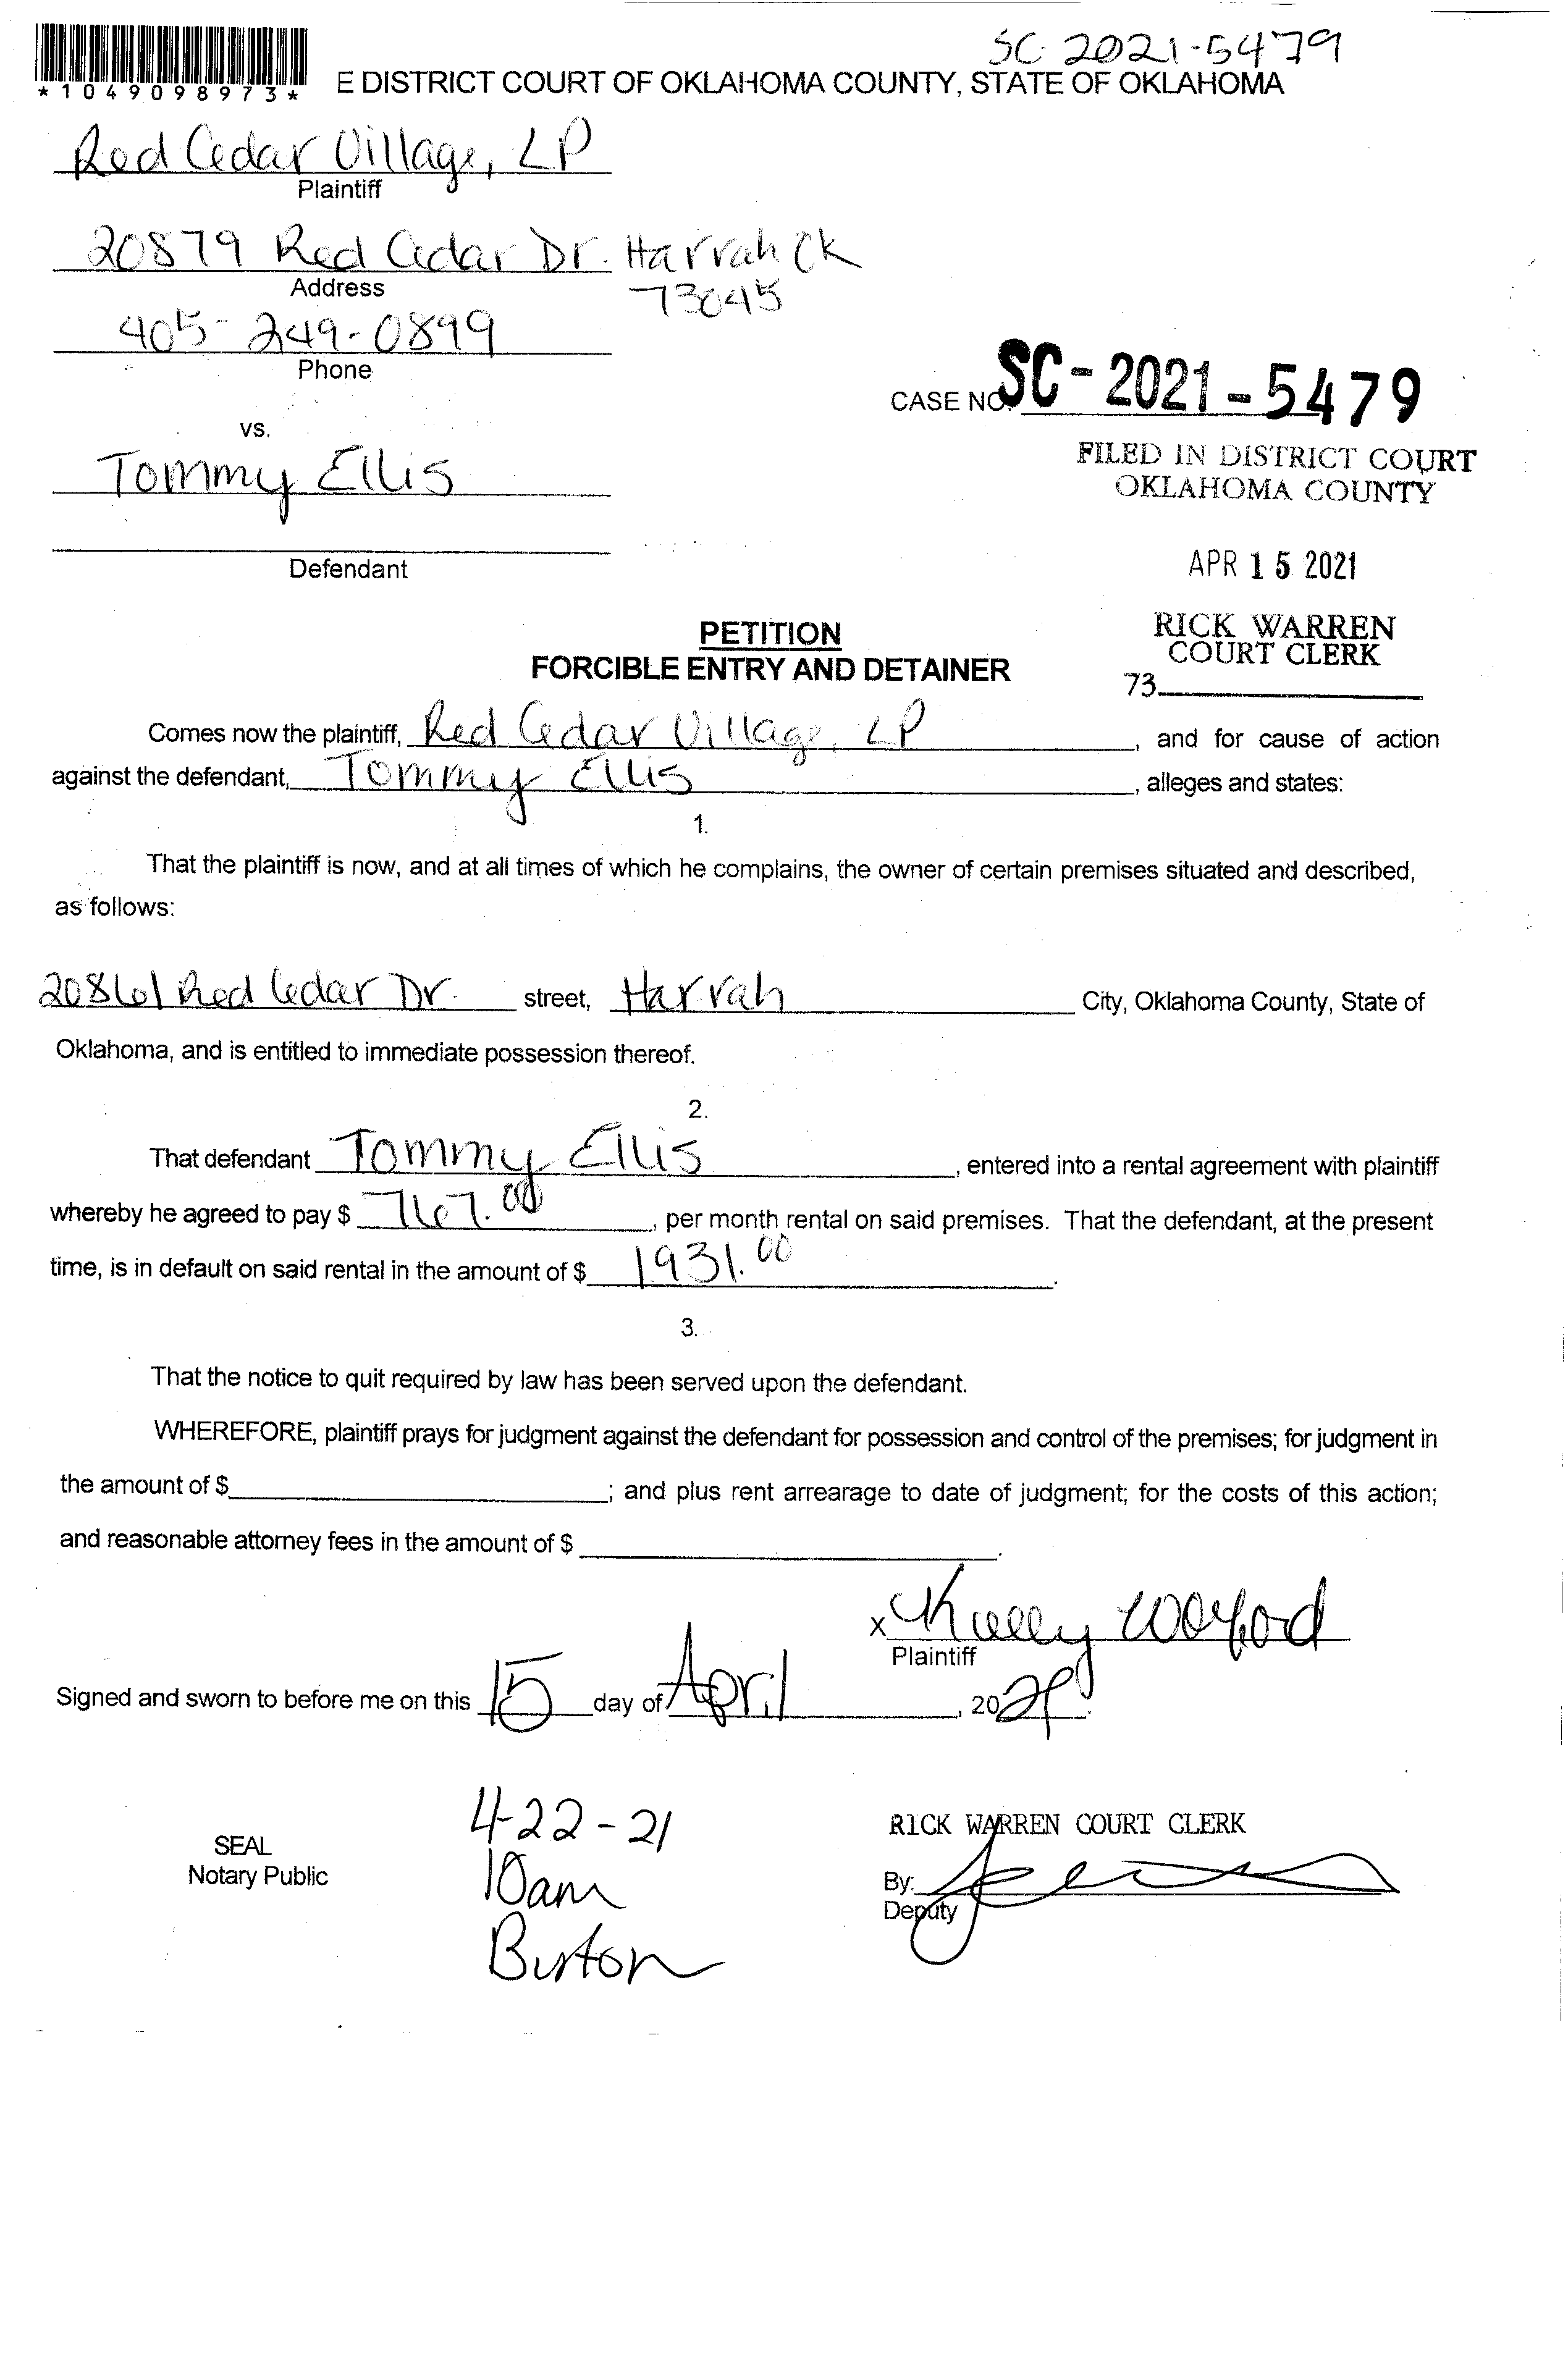 SC-2021-5479
*1049098973*
E DISTRICT COURT OF OKLAHOMA COUNTY, STATE OF OKLAHOMA
Red Cedar Village, LP
Plaintiff
20879 Red Cedar Dr. Harrah OK
Address
73045
405-249-0899
Phone
CASE NO. SC-2021-5479
vs.
FILED IN DISTRICT COURT
OKLAHOMA COUNTY
Tommy Ellis
Defendant
APR 15 2021
PETITION
FORCIBLE ENTRY AND DETAINER
RICK WARREN
COURT CLERK
73
Comes now the plaintiff, Red Cedar Village, LP, and for cause of action
against the defendant, Tommy Ellis, alleges and states:
1.
That the plaintiff is now, and at all times of which he complains, the owner of certain premises situated and described,
as follows:
20861 Red Cedar Dr. street, Harrah City, Oklahoma County, State of
Oklahoma, and is entitled to immediate possession thereof.
2.
That defendant Tommy Ellis, entered into a rental agreement with plaintiff
whereby he agreed to pay $ 767.00, per month rental on said premises. That the defendant, at the present
time, is in default on said rental in the amount of $ 1931.00.
3.
That the notice to quit required by law has been served upon the defendant.
WHEREFORE, plaintiff prays for judgment against the defendant for possession and control of the premises; for judgment in
the amount of $; and plus rent arrearage to date of judgment; for the costs of this action;
and reasonable attorney fees in the amount of $.
x
Plaintiff
Signed and sworn to before me on this 15 day of April, 2021.
4-22-21
10am
Burton
SEAL
Notary Public
RICK WARREN COURT CLERK
By:
Deputy